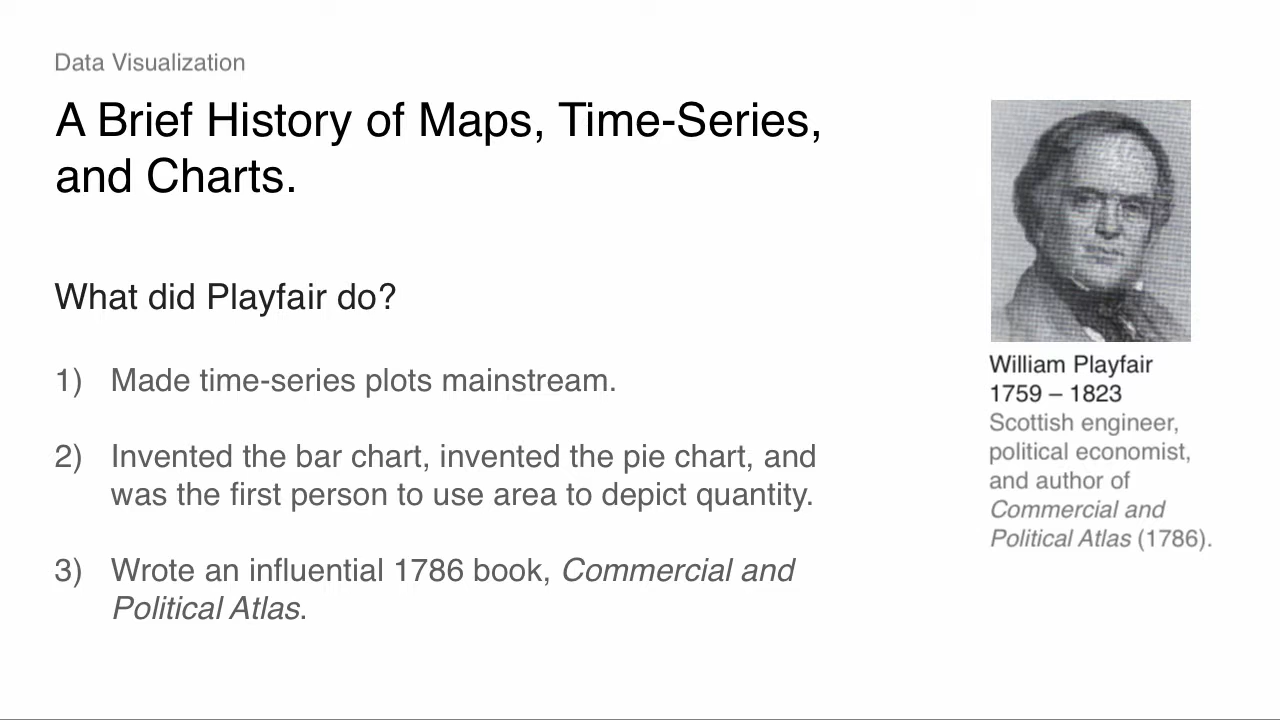 Data Visualization
A Brief History of Maps, Time-Series,
and Charts.
What did Playfair do?
1) Made time-series plots mainstream.
2) Invented the bar chart, invented the pie chart, and
was the first person to use area to depict quantity.
3) Wrote an influential 1786 book, Commercial and
Political Atlas.
William Playfair
1759 – 1823
Scottish engineer,
political economist,
and author of
Commercial and
Political Atlas (1786).